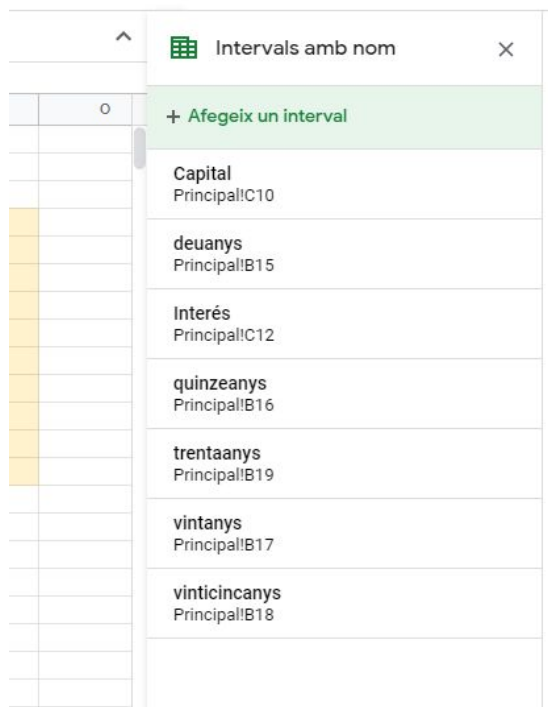 Intervals amb nom
O
+ Afegeix un interval
Capital
Principal!C10
deuanys
Principal!B15
Interés
Principal!C12
quinzeanys
Principal!B16
trentaanys
Principal!B19
vintanys
Principal!B17
vinticincanys
Principal!B18